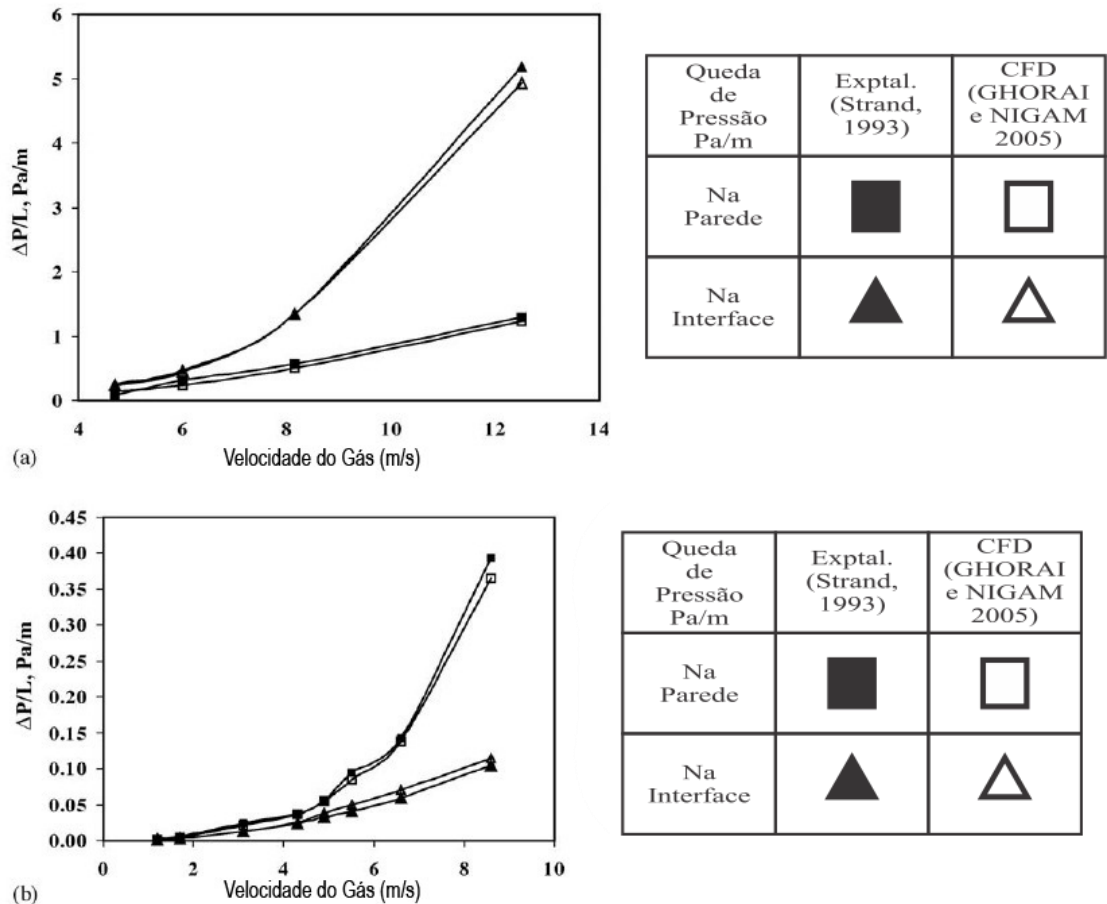 6
5
4
3
2
1
0
ΔP/L, Pa/m
4 6 8 10 12 14
Velocidade do Gás (m/s)
(a)
Queda
de
Pressão
Pa/m
Exptal.
(Strand,
1993)
CFD
(GHORAI
e NIGAM
2005)
Na
Parede
Na
Interface
0.45
0.40
0.35
0.30
0.25
0.20
0.15
0.10
0.05
0.00
ΔP/L, Pa/m
0 2 4 6 8 10
Velocidade do Gás (m/s)
(b)
Queda
de
Pressão
Pa/m
Exptal.
(Strand,
1993)
CFD
(GHORAI
e NIGAM
2005)
Na
Parede
Na
Interface